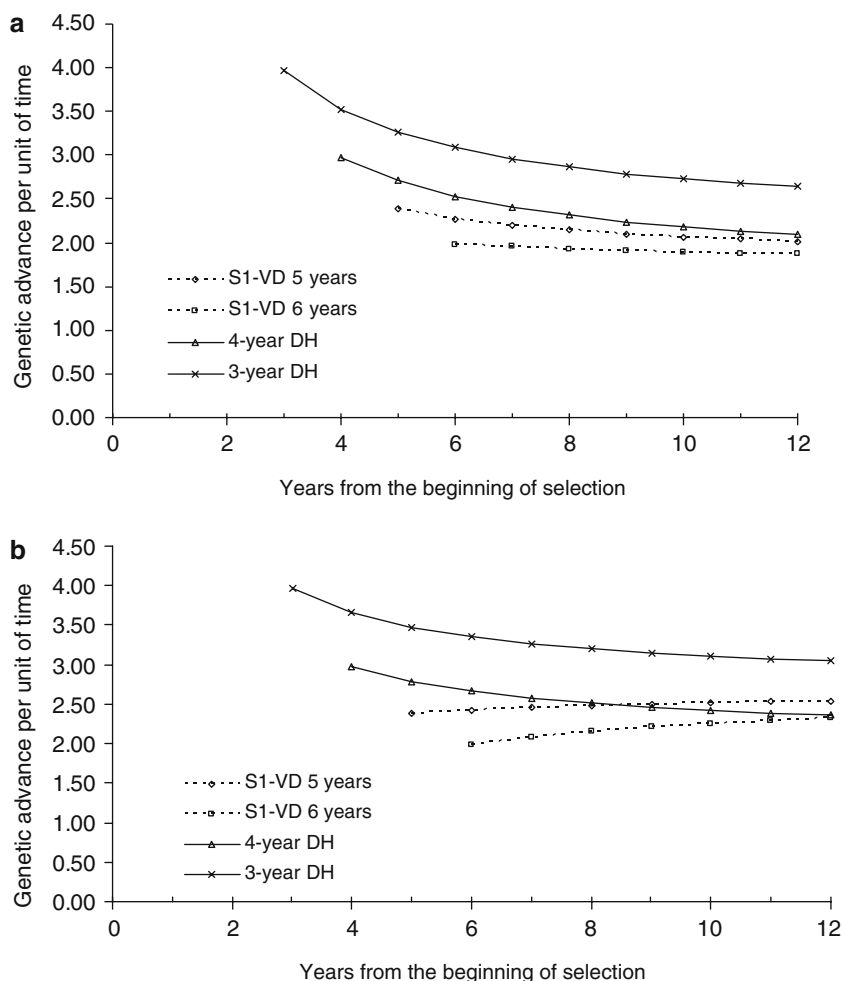 a
Genetic advance per unit of time
4.50
4.00
3.50
3.00
2.50
2.00
1.50
1.00
0.50
0.00
S1-VD 5 years
S1-VD 6 years
4-year DH
3-year DH
0 2 4 6 8 10 12
Years from the beginning of selection
b
Genetic advance per unit of time
4.50
4.00
3.50
3.00
2.50
2.00
1.50
1.00
0.50
0.00
S1-VD 5 years
S1-VD 6 years
4-year DH
3-year DH
0 2 4 6 8 10 12
Years from the beginning of selection